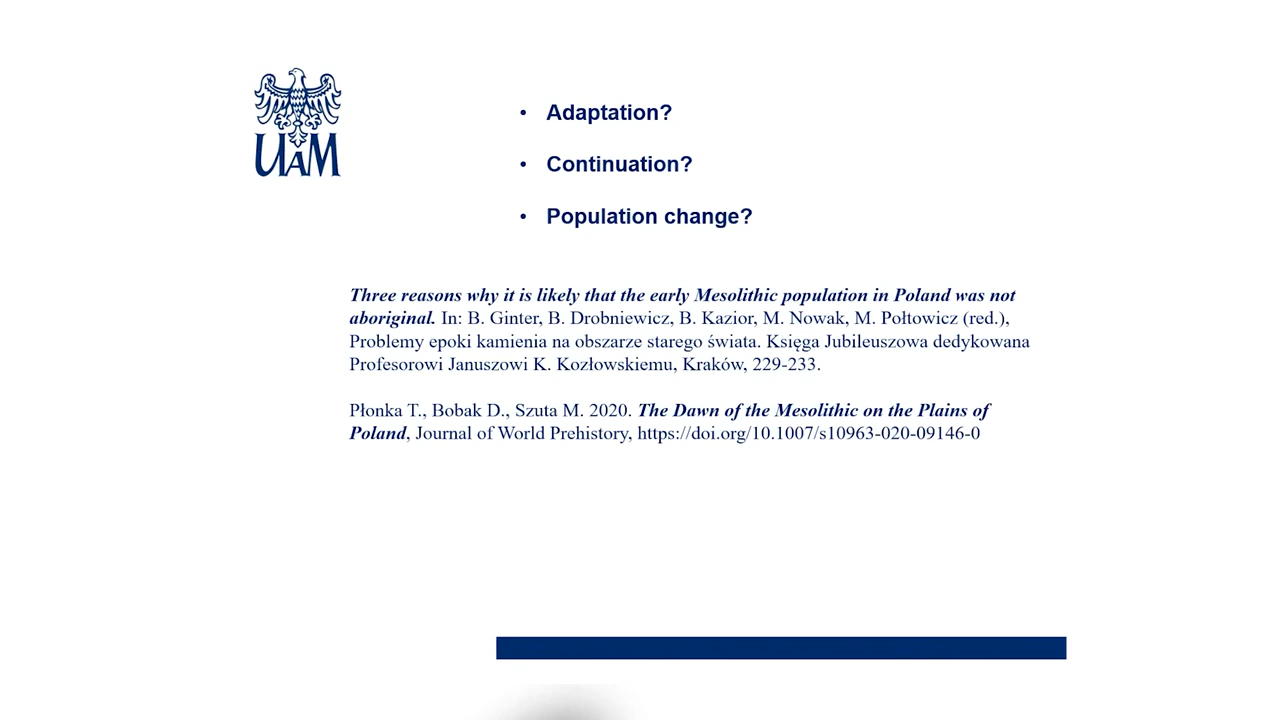 UAM
• Adaptation?
• Continuation?
• Population change?
Three reasons why it is likely that the early Mesolithic population in Poland was not
aboriginal. In: B. Ginter, B. Drobniewicz, B. Kazior, M. Nowak, M. Połtowicz (red.),
Problemy epoki kamienia na obszarze starego świata. Księga Jubileuszowa dedykowana
Profesorowi Januszowi K. Kozłowskiemu, Kraków, 229-233.
Płonka T., Bobak D., Szuta M. 2020. The Dawn of the Mesolithic on the Plains of
Poland, Journal of World Prehistory, https://doi.org/10.1007/s10963-020-09146-0